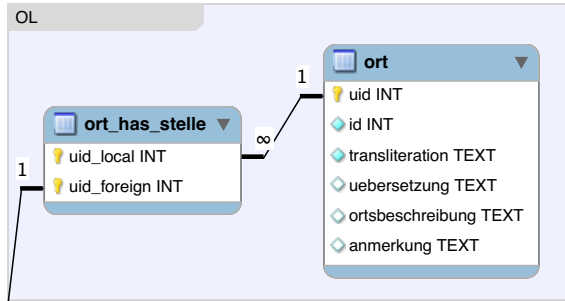 OL
ort
1
uid INT
id INT
ort_has_stelle
∞
transliteration TEXT
uid_local INT
1
uebersetzung TEXT
uid_foreign INT
ortsbeschreibung TEXT
anmerkung TEXT